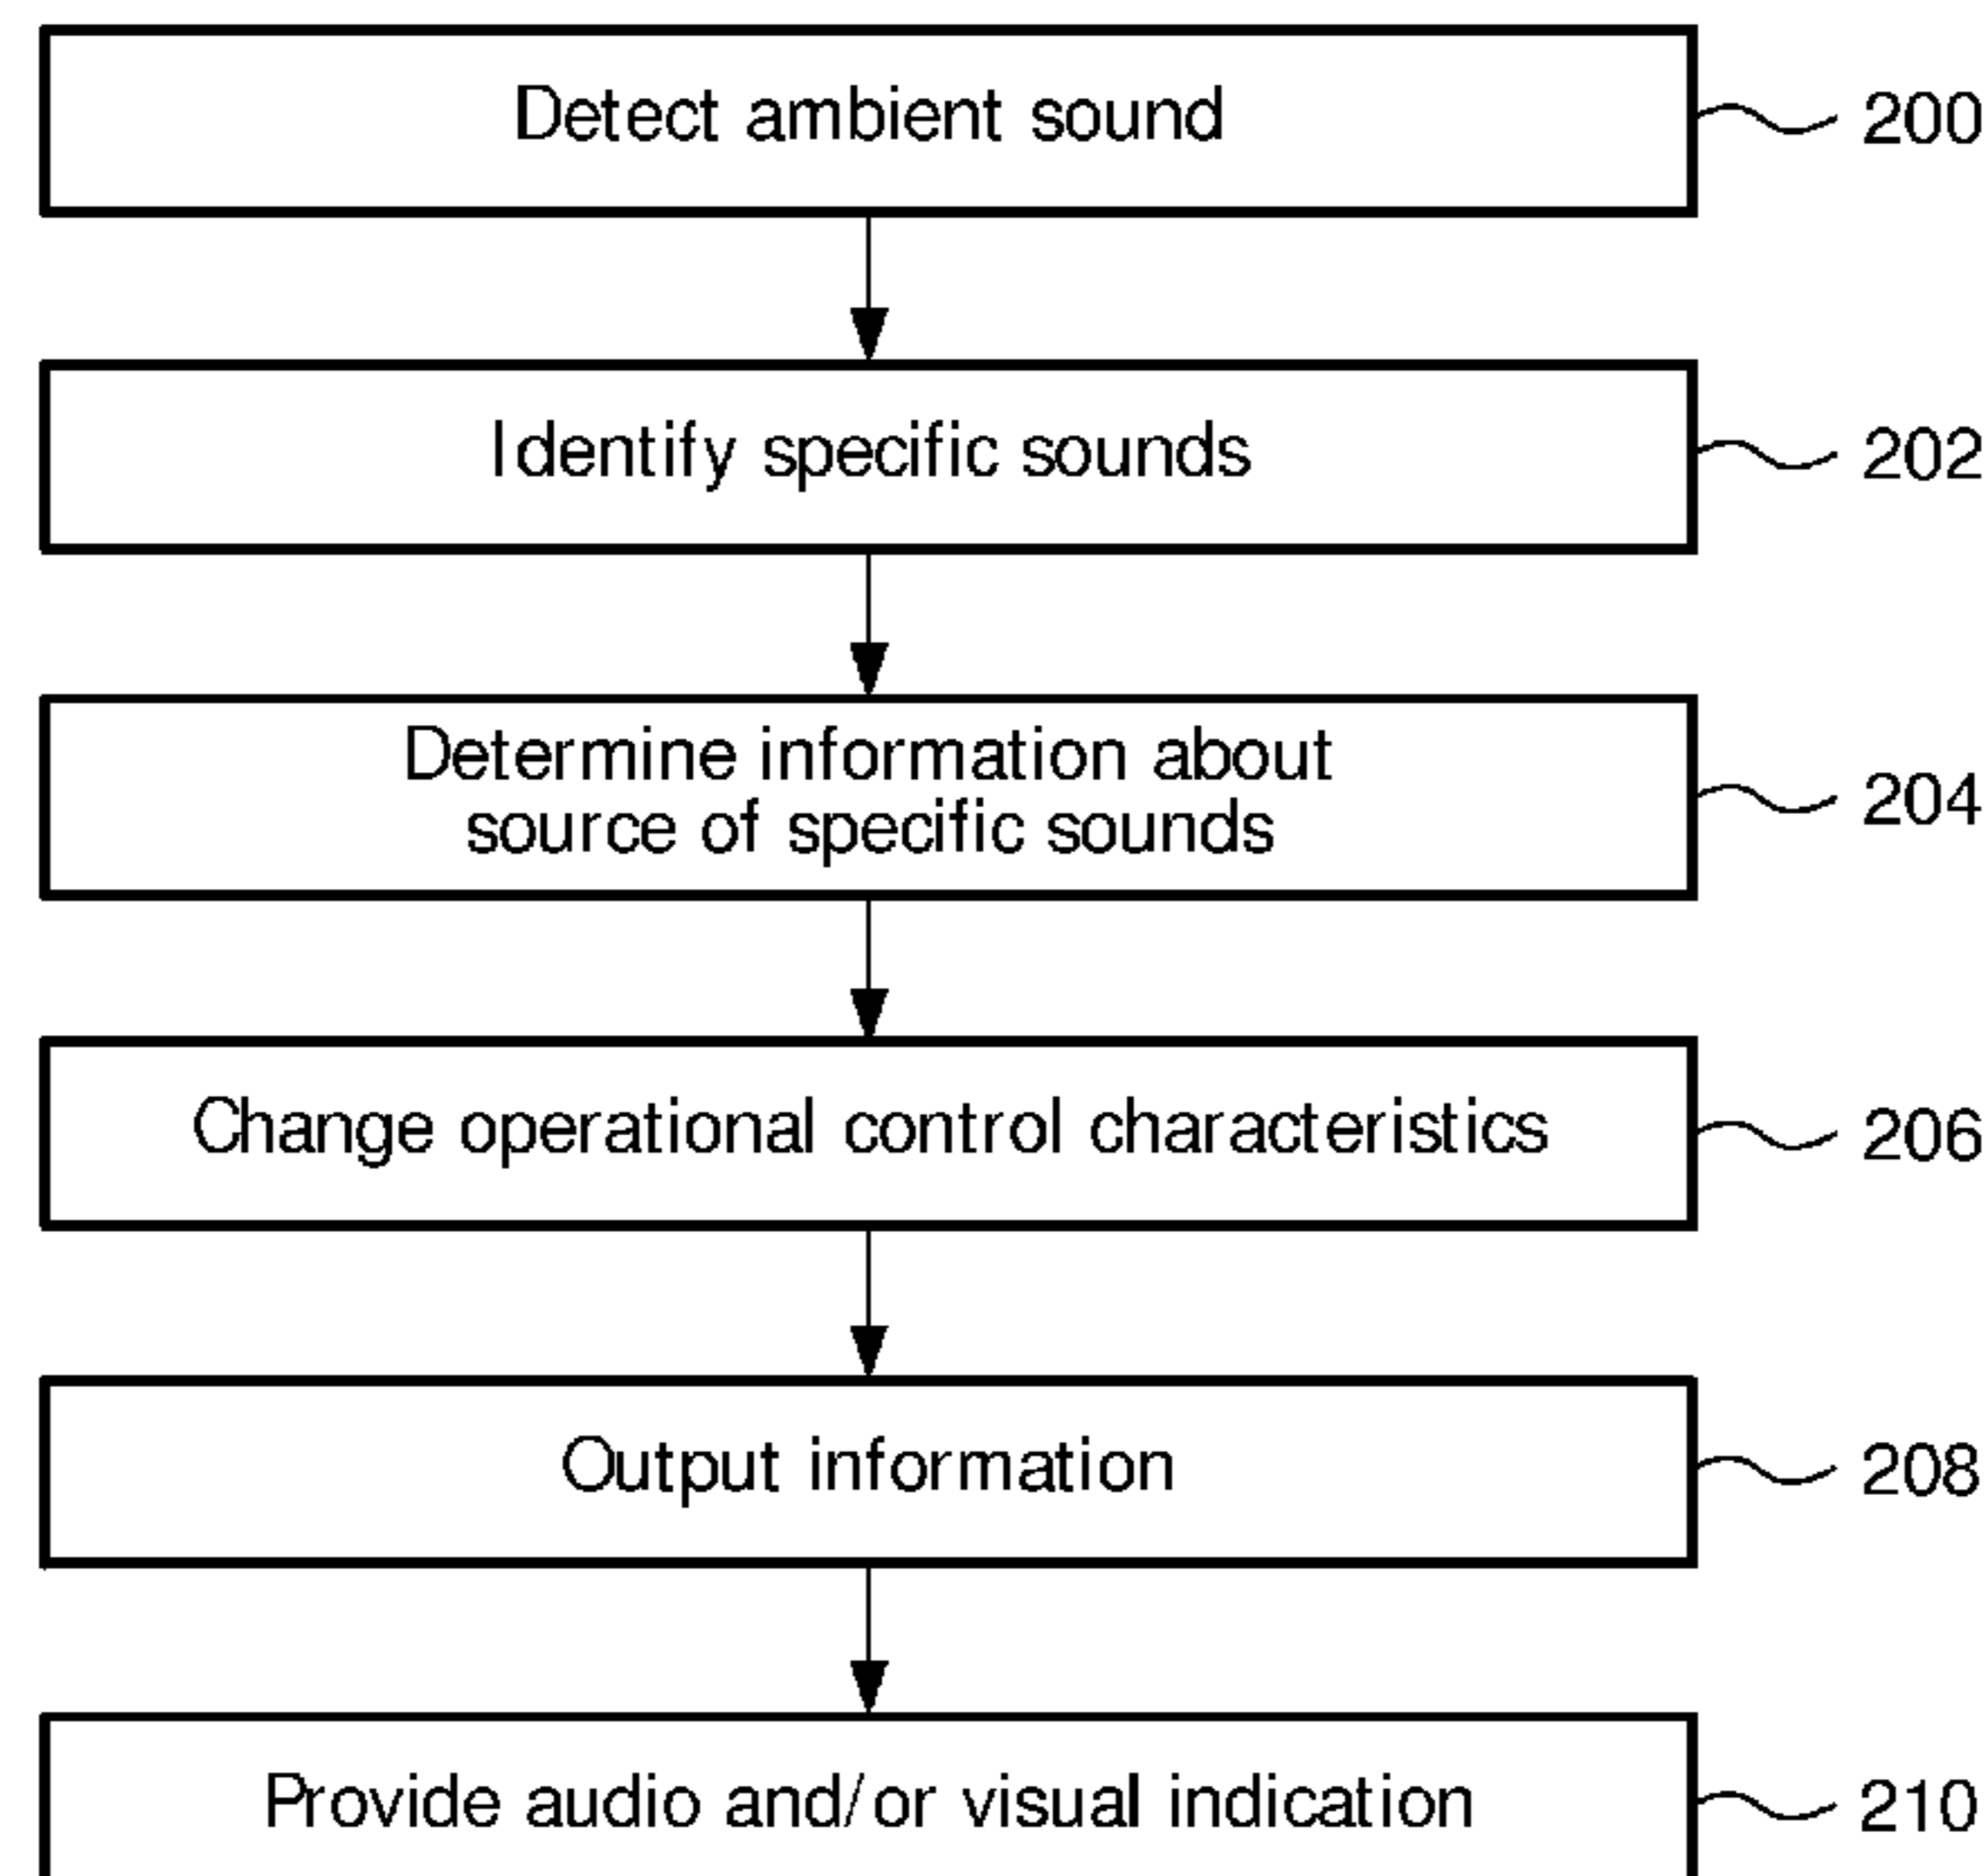 Detect ambient sound 200
Identify specific sounds 202
Determine information about
source of specific sounds 204
Change operational control characteristics 206
Output information 208
Provide audio and/or visual indication 210